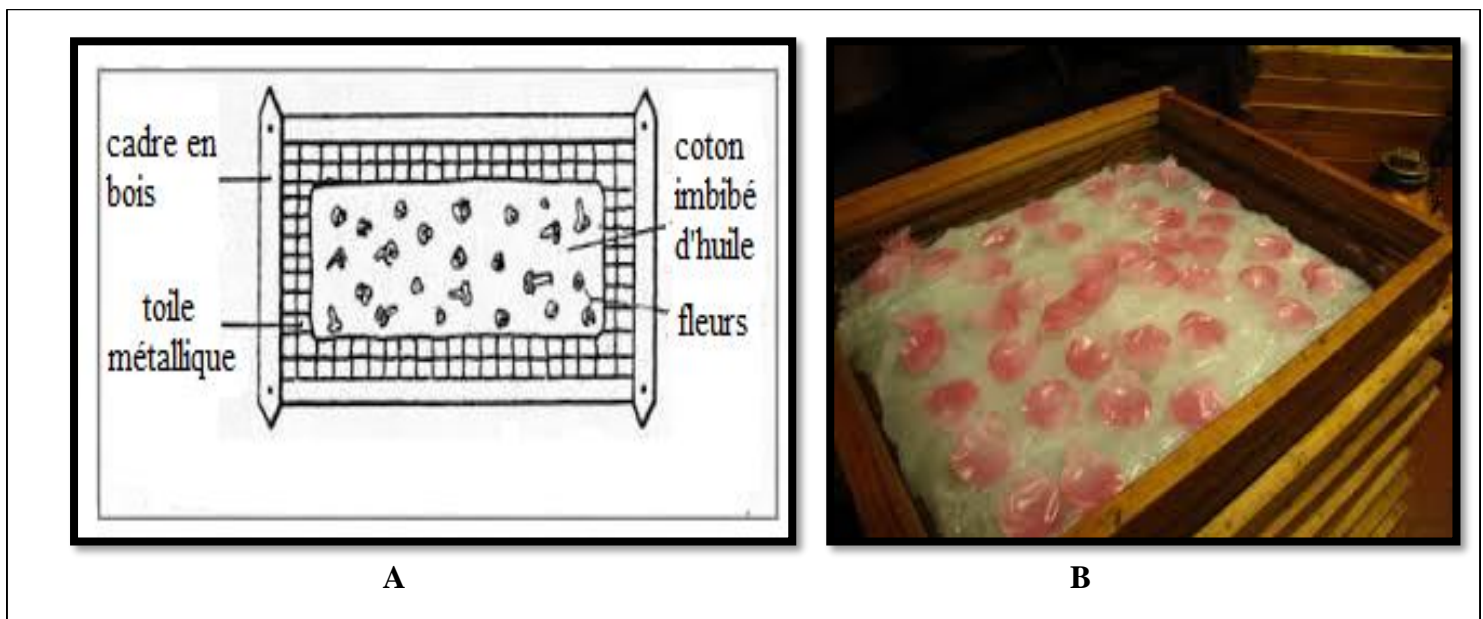 cadre en
bois
toile
métallique
coton
imbibé
d'huile
fleurs
A
B